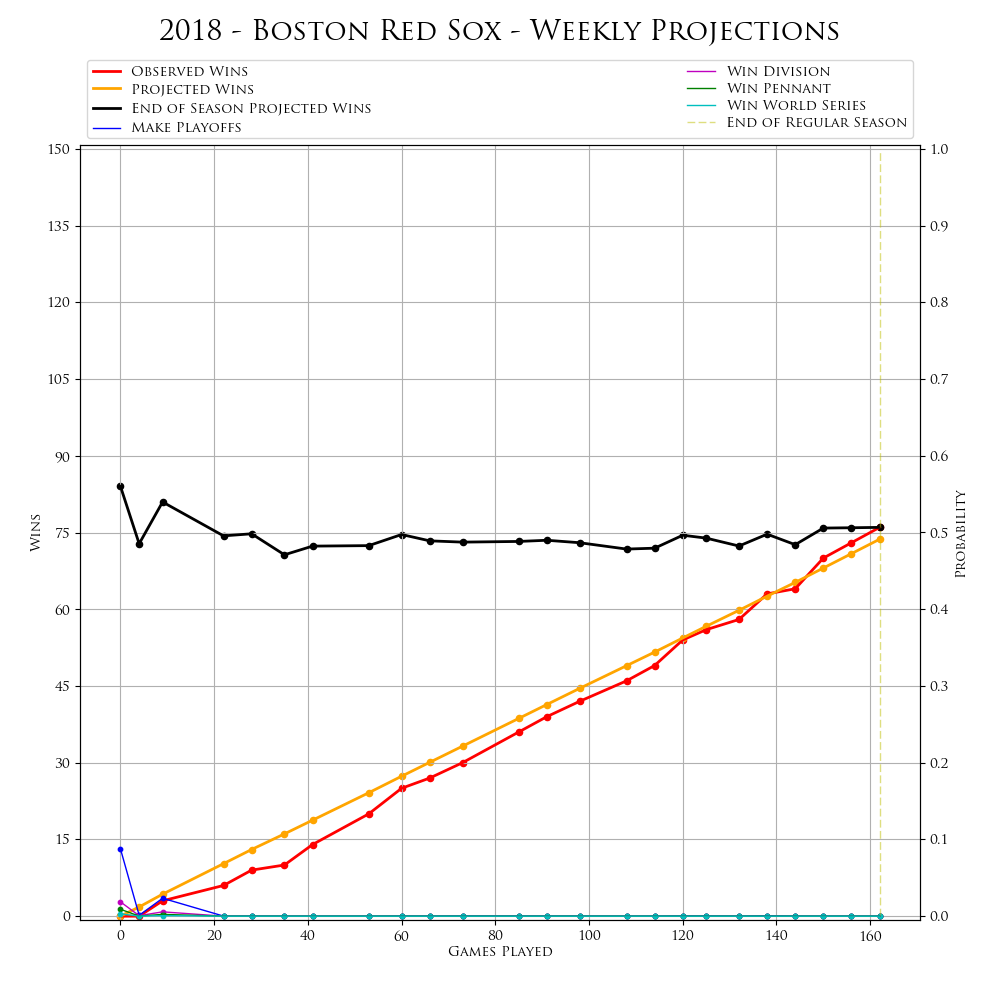 2018 - Boston Red Sox - Weekly Projections
Observed Wins
Projected Wins
End of Season Projected Wins
Make Playoffs
Win Division
Win Pennant
Win World Series
End of Regular Season
150
135
120
105
90
75
60
45
30
15
0
Wins
1.0
0.9
0.8
0.7
0.6
0.5
0.4
0.3
0.2
0.1
0.0
Probability
0 20 40 60 80 100 120 140 160
Games Played